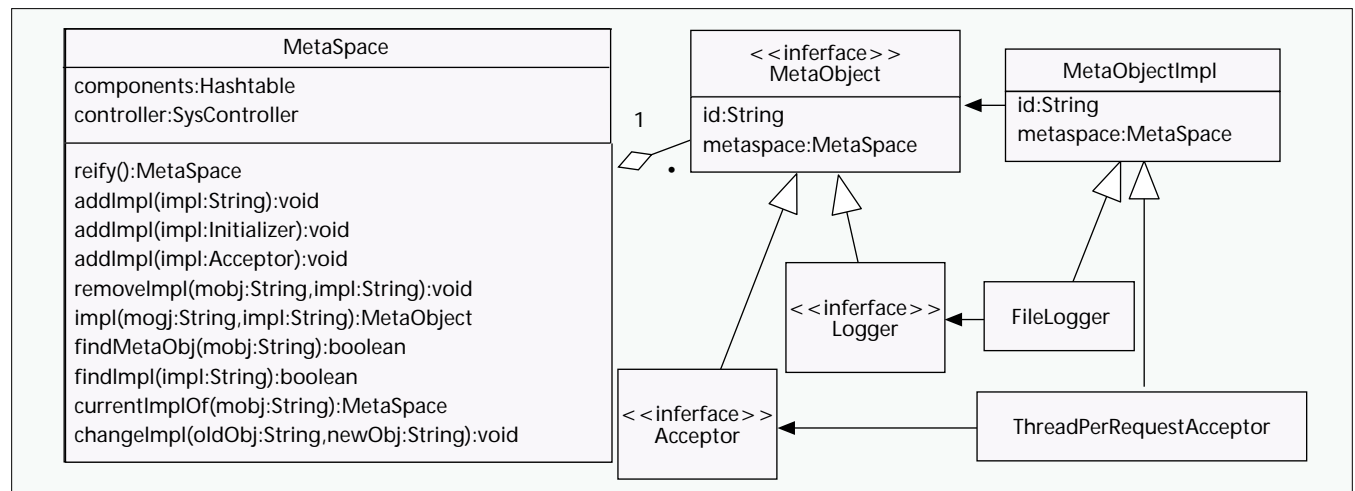 MetaSpace
components:Hashtable
controller:SysController
reify():MetaSpace
addImpl(impl:String):void
addImpl(impl:Initializer):void
addImpl(impl:Acceptor):void
removeImpl(mobj:String,impl:String):void
impl(mogj:String,impl:String):MetaObject
findMetaObj(mobj:String):boolean
findImpl(impl:String):boolean
currentImplOf(mobj:String):MetaSpace
changeImpl(oldObj:String,newObj:String):void
1
•
<<inferface>>
MetaObject
id:String
metaspace:MetaSpace
MetaObjectImpl
id:String
metaspace:MetaSpace
<<inferface>>
Logger
FileLogger
<<inferface>>
Acceptor
ThreadPerRequestAcceptor